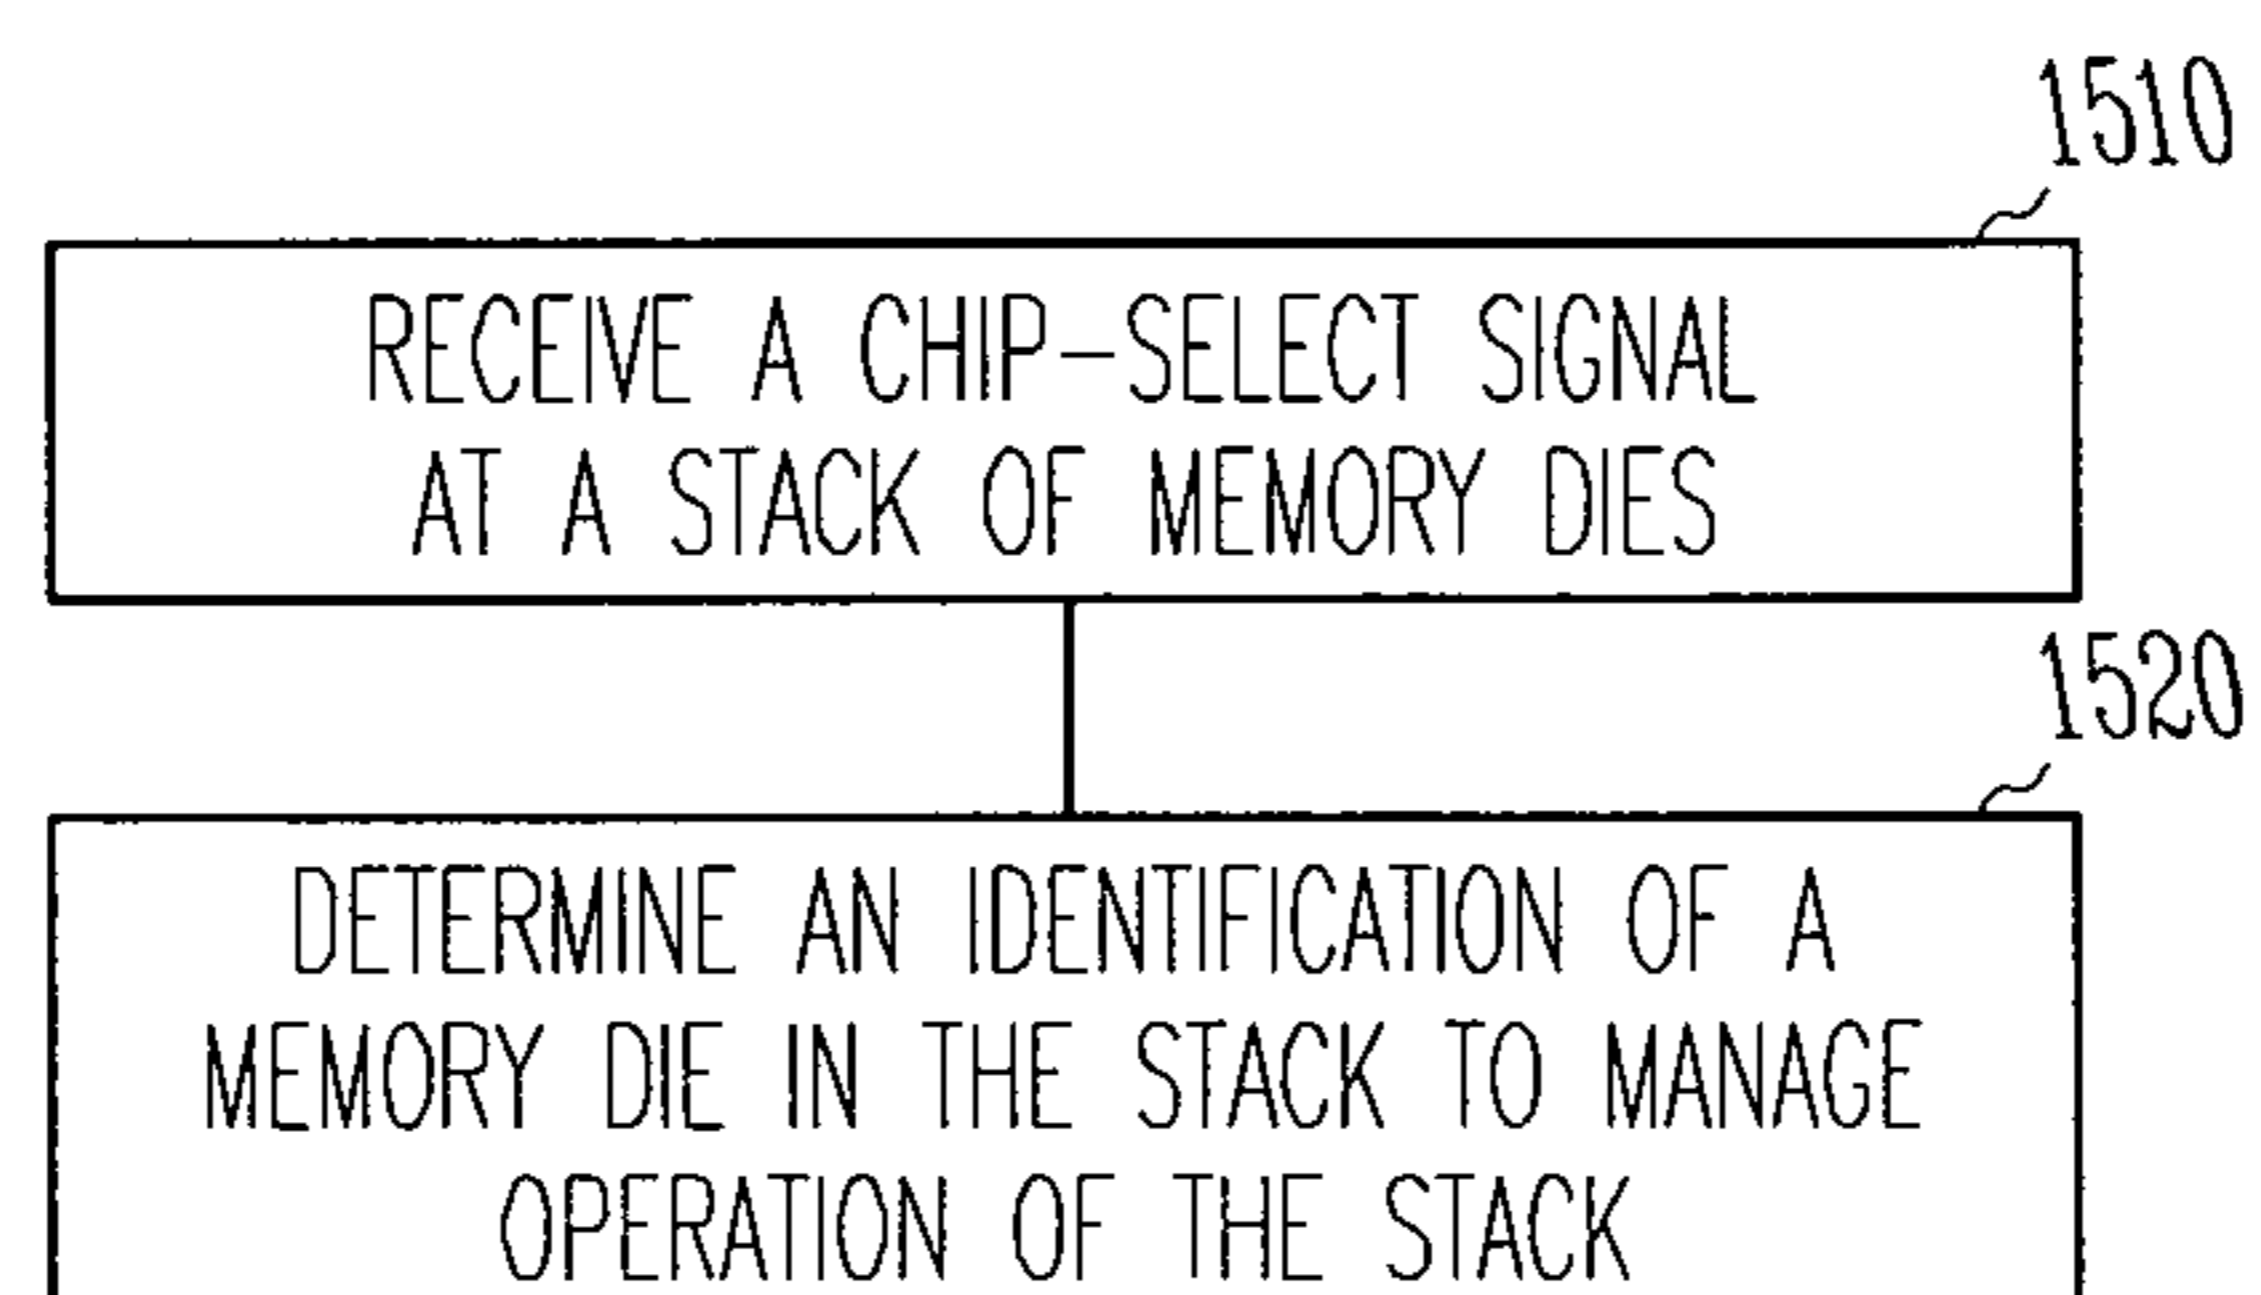 1510
RECEIVE A CHIP-SELECT SIGNAL
AT A STACK OF MEMORY DIES
1520
DETERMINE AN IDENTIFICATION OF A
MEMORY DIE IN THE STACK TO MANAGE
OPERATION OF THE STACK